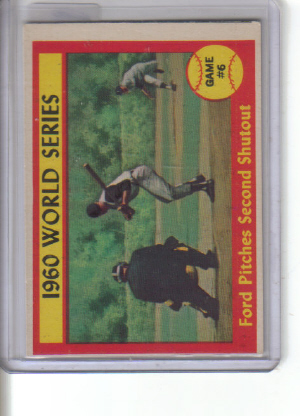 1960 WORLD SERIES
GAME
#6
Ford Pitches Second Shutout